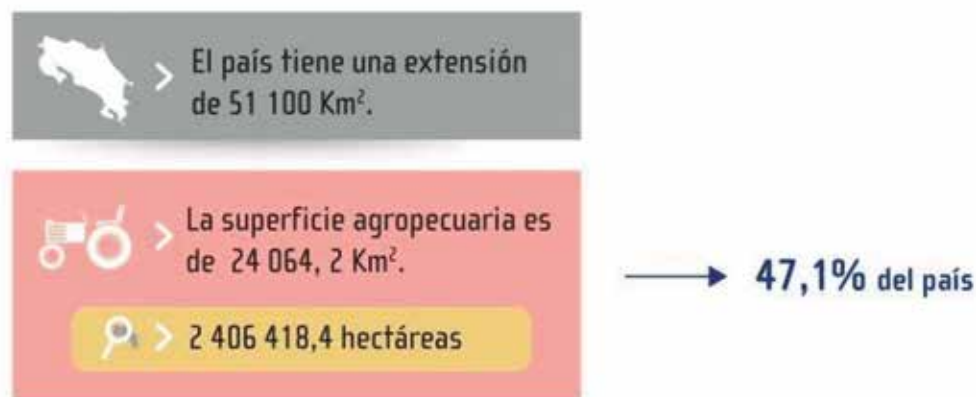 El país tiene una extensión
de 51 100 Km².
La superficie agropecuaria es
de 24 064, 2 Km².
2 406 418,4 hectáreas
47,1% del país